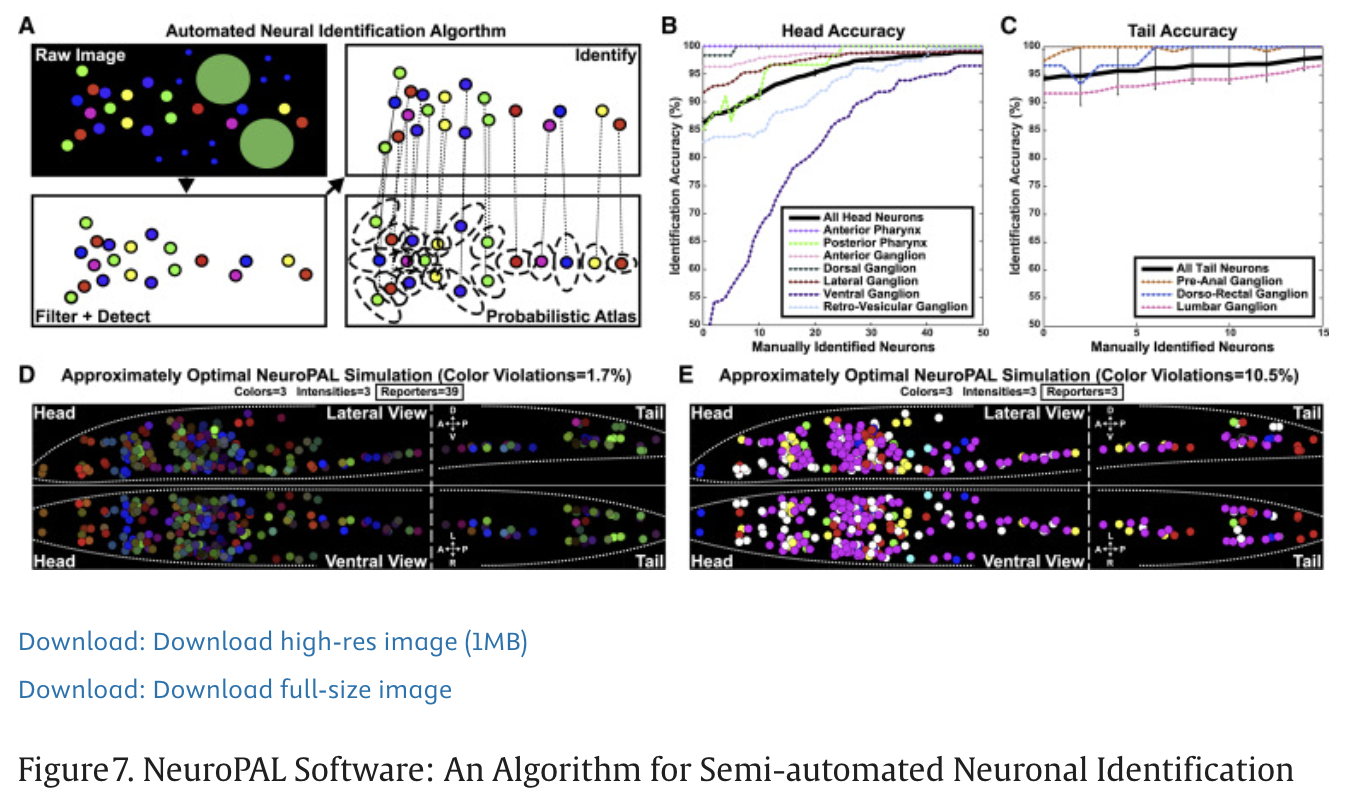 A Automated Neural Identification Algorthm
Raw Image
Identify
Filter + Detect
Probabilistic Atlas
B Head Accuracy
Identification Accuracy (%)
100
95
90
85
80
75
70
65
60
55
50
0 10 20 30 40 50
Manually Identified Neurons
All Head Neurons
Anterior Pharynx
Posterior Pharynx
Anterior Ganglion
Dorsal Ganglion
Lateral Ganglion
Ventral Ganglion
Retro-Vesicular Ganglion
C Tail Accuracy
Identification Accuracy (%)
100
95
90
85
80
75
70
65
60
55
50
0 5 10 15
Manually Identified Neurons
All Tail Neurons
Pre-Anal Ganglion
Dorso-Rectal Ganglion
Lumbar Ganglion
D Approximately Optimal NeuroPAL Simulation (Color Violations=1.7%)
Colors=3 Intensities=3 Reporters=39
Head Lateral View Tail
D
A P
V
L
A P
R
Head Ventral View Tail
E Approximately Optimal NeuroPAL Simulation (Color Violations=10.5%)
Colors=3 Intensities=3 Reporters=3
Head Lateral View Tail
D
A P
V
L
A P
R
Head Ventral View Tail
Download: Download high-res image (1MB)
Download: Download full-size image
Figure 7. NeuroPAL Software: An Algorithm for Semi-automated Neuronal Identification